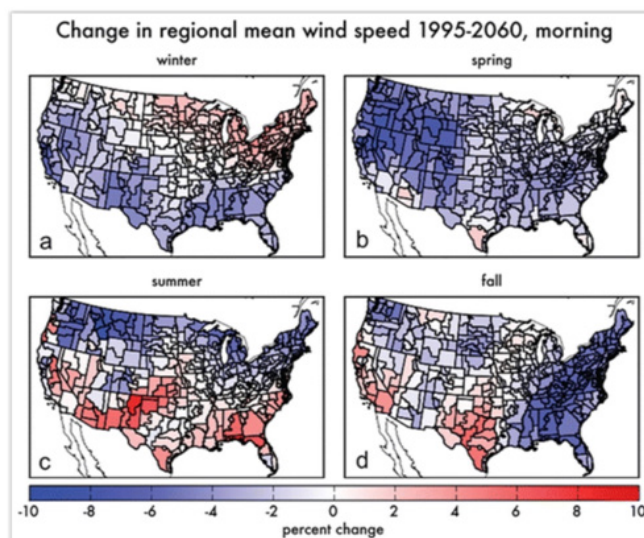 Change in regional mean wind speed 1995-2060, morning
winter
spring
a
b
summer
fall
c
d
-10 -8 -6 -4 -2 0 2 4 6 8 10
percent change